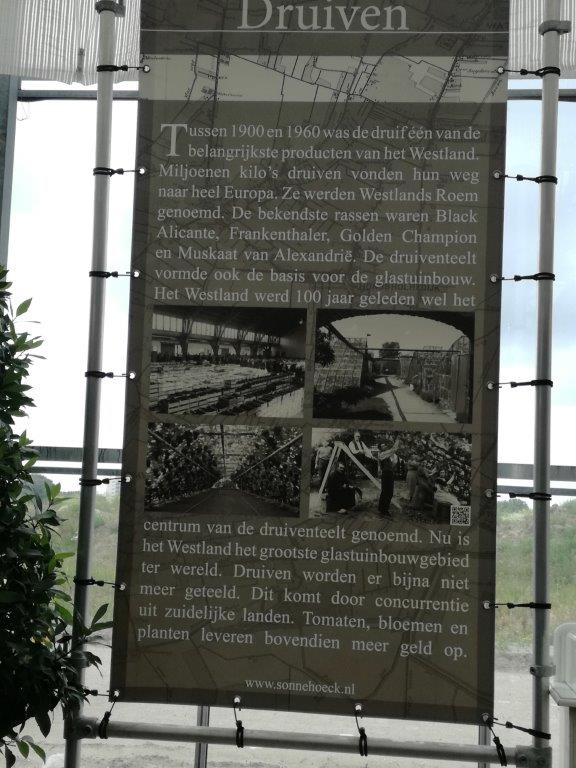 Druiven
Tussen 1900 en 1960 was de druif één van de
belangrijkste producten van het Westland.
Miljoenen kilo's druiven vonden hun weg
naar heel Europa. Ze werden Westlands Roem
genoemd. De bekendste rassen waren Black
Alicante, Frankenthaler, Golden Champion
en Muskaat van Alexandrië. De druiventeelt
vormde ook de basis voor de glastuinbouw.
Het Westland werd 100 jaar geleden wel het
centrum van de druiventeelt genoemd. Nu is
het Westland het grootste glastuinbouwgebied
ter wereld. Druiven worden er bijna niet
meer geteeld. Dit komt door concurrentie
uit zuidelijke landen. Tomaten, bloemen en
planten leveren bovendien meer geld op.
www.sonnehoeck.nl